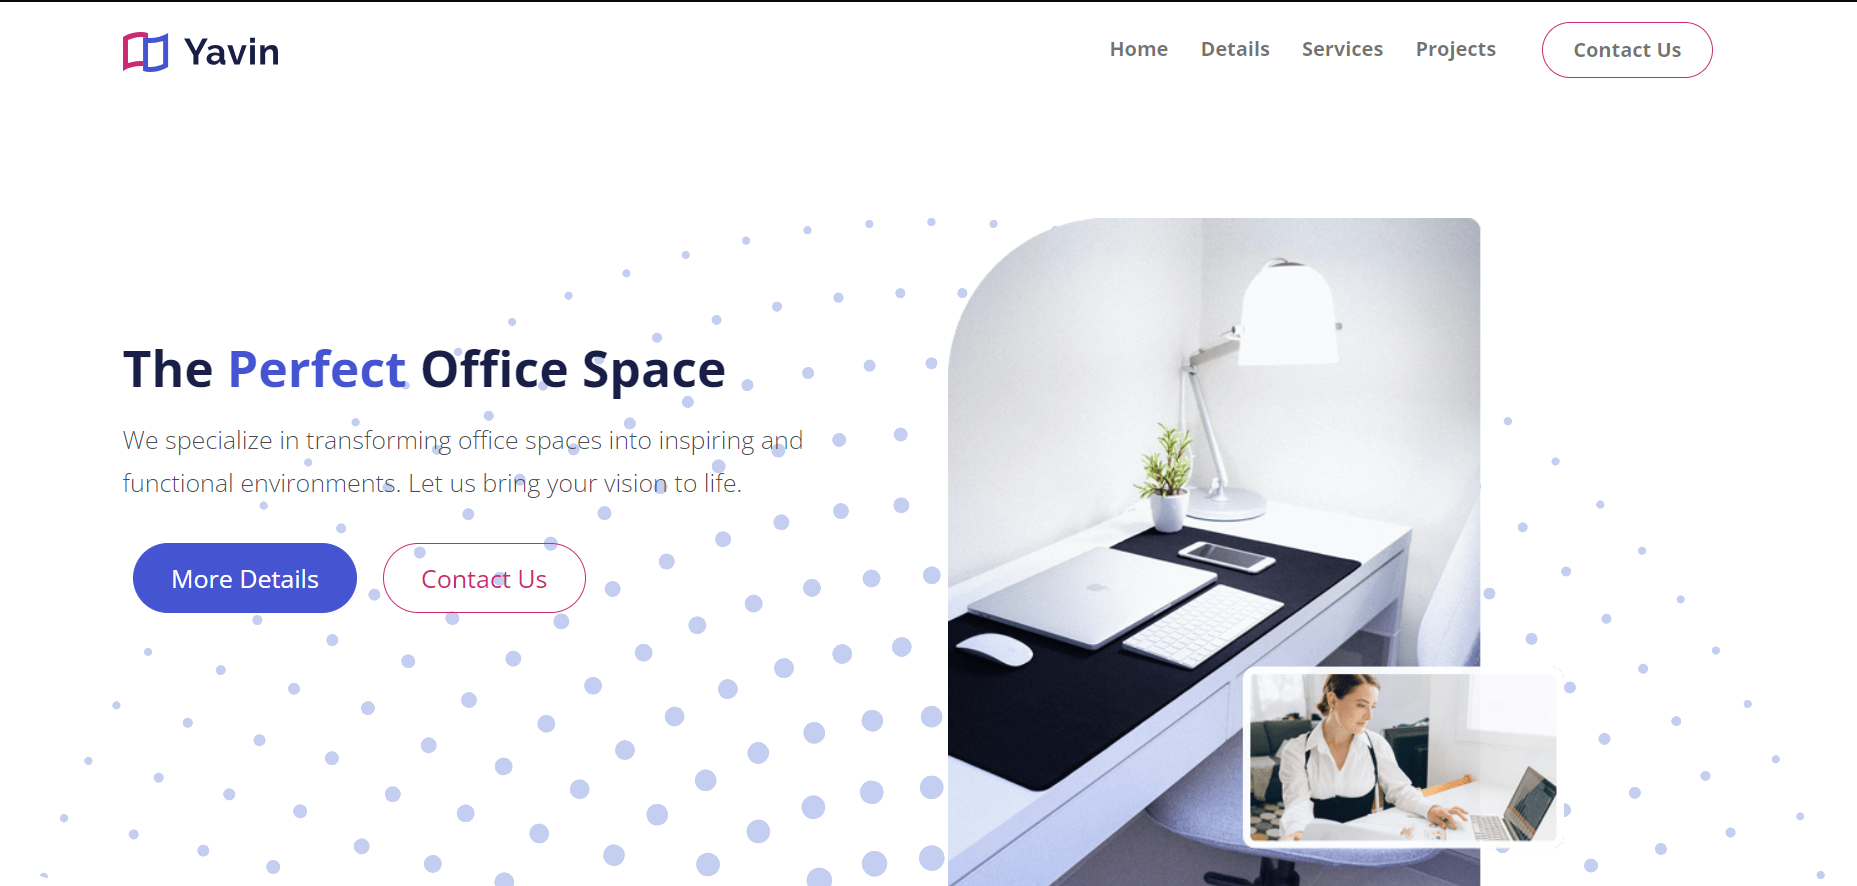 Yavin
Home Details Services Projects Contact Us
The Perfect Office Space
We specialize in transforming office spaces into inspiring and
functional environments. Let us bring your vision to life.
More Details Contact Us